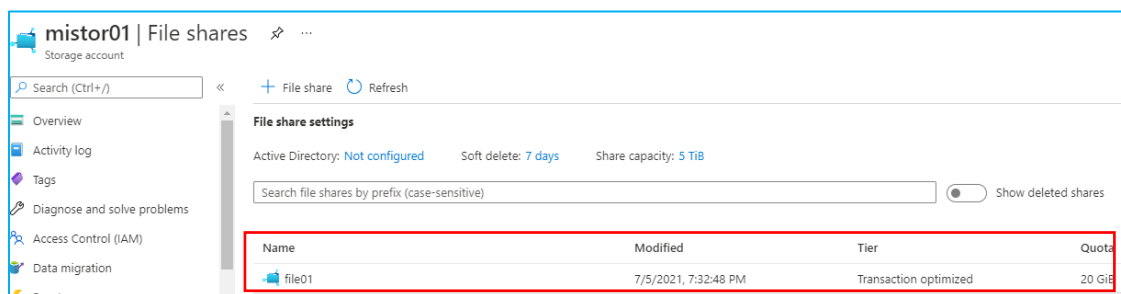 mistor01 | File shares ...
Storage account
Search (Ctrl+/) «
+ File share Refresh
Overview
Activity log
Tags
Diagnose and solve problems
Access Control (IAM)
Data migration
File share settings
Active Directory: Not configured Soft delete: 7 days Share capacity: 5 TiB
Search file shares by prefix (case-sensitive) Show deleted shares
Name Modified Tier Quota
file01 7/5/2021, 7:32:48 PM Transaction optimized 20 GiB